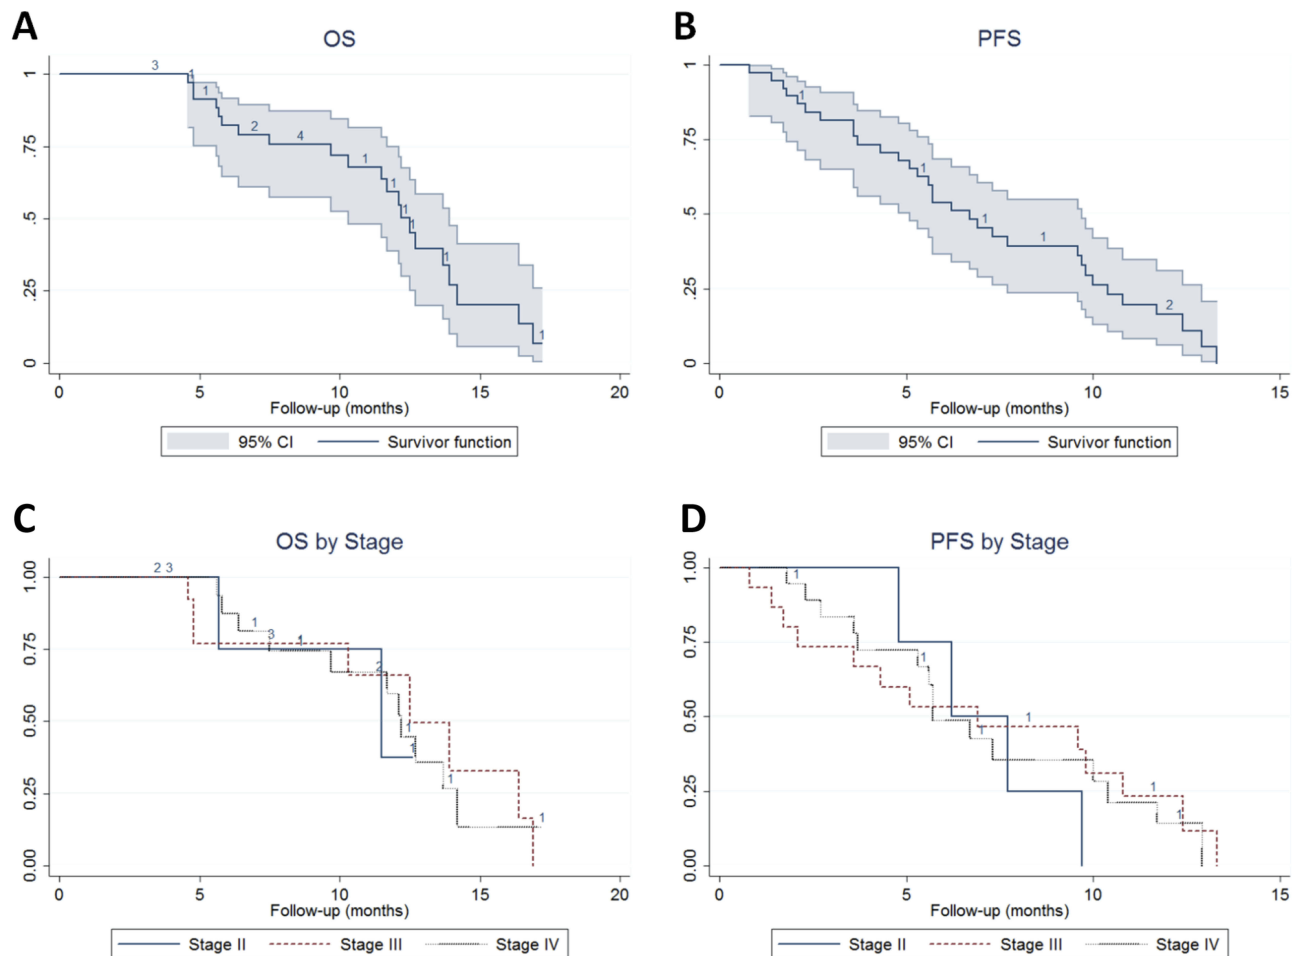 A
OS
1
.75
.5
.25
0
3
1
1
2
4
1
1
1
1
1
1
0 5 10 15 20
Follow-up (months)
95% CI Survivor function
B
PFS
1
.75
.5
.25
0
1
1
1
1
2
0 5 10 15
Follow-up (months)
95% CI Survivor function
C
OS by Stage
1.00
0.75
0.50
0.25
0.00
2 3
1
3
1
2
1
1
1
1
0 5 10 15 20
Follow-up (months)
Stage II Stage III Stage IV
D
PFS by Stage
1.00
0.75
0.50
0.25
0.00
1
1
1
1
1
1
0 5 10 15
Follow-up (months)
Stage II Stage III Stage IV